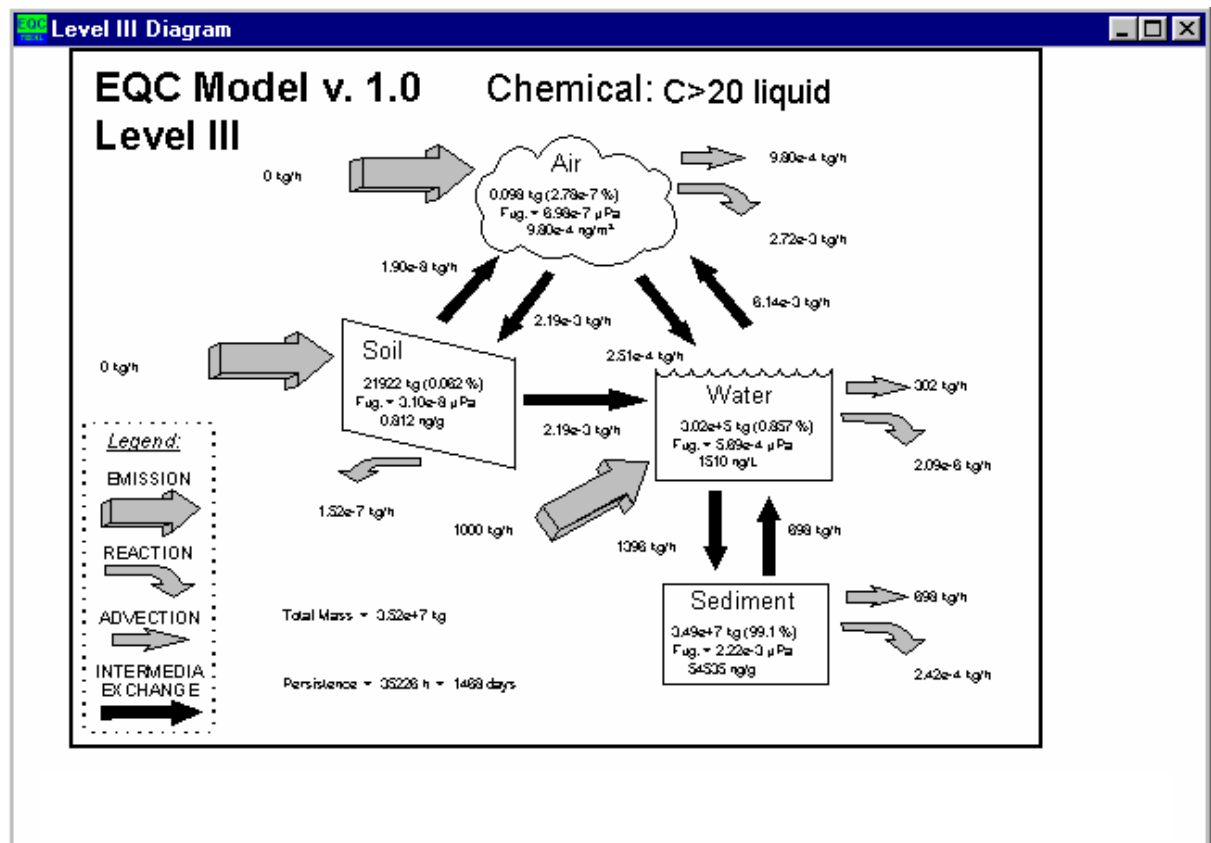 EQC Level III Diagram
EQC Model v. 1.0 Chemical: C>20 liquid
Level III
0 kg/h
Air
0.098 kg (2.78e-7 %)
Fug. = 6.98e-7 µPa
9.80e-4 ng/m³
9.80e-4 kg/h
2.72e-3 kg/h
1.90e-8 kg/h
2.19e-3 kg/h
2.51e-4 kg/h
6.14e-3 kg/h
0 kg/h
Soil
21922 kg (0.062 %)
Fug. = 3.10e-8 µPa
0.812 ng/g
1.52e-7 kg/h
2.19e-3 kg/h
1000 kg/h
Water
3.02e+5 kg (0.857 %)
Fug. = 5.69e-4 µPa
1510 ng/L
302 kg/h
2.09e-6 kg/h
1396 kg/h
698 kg/h
Sediment
3.49e+7 kg (99.1 %)
Fug. = 2.22e-3 µPa
54535 ng/g
698 kg/h
2.42e-4 kg/h
Legend:
EMISSION
REACTION
ADVECTION
INTERMEDIA
EXCHANGE
Total Mass = 3.52e+7 kg
Persistence = 35226 h = 1468 days